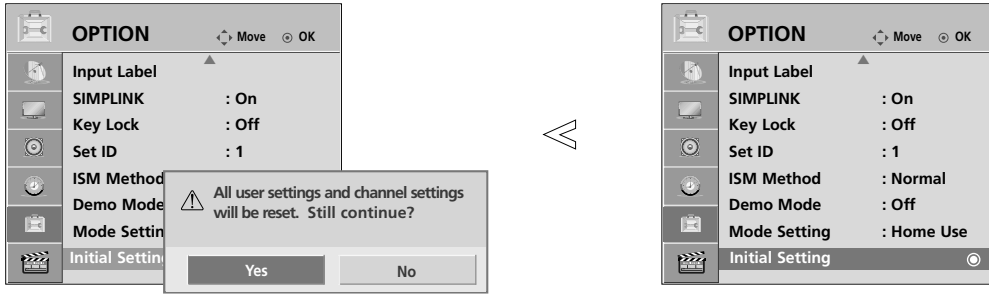 OPTION Move OK
Input Label
SIMPLINK : On
Key Lock : Off
Set ID : 1
ISM Method
Demo Mode
Mode Settin
Initial Settin
All user settings and channel settings
will be reset. Still continue?
Yes No
OPTION Move OK
Input Label
SIMPLINK : On
Key Lock : Off
Set ID : 1
ISM Method : Normal
Demo Mode : Off
Mode Setting : Home Use
Initial Setting